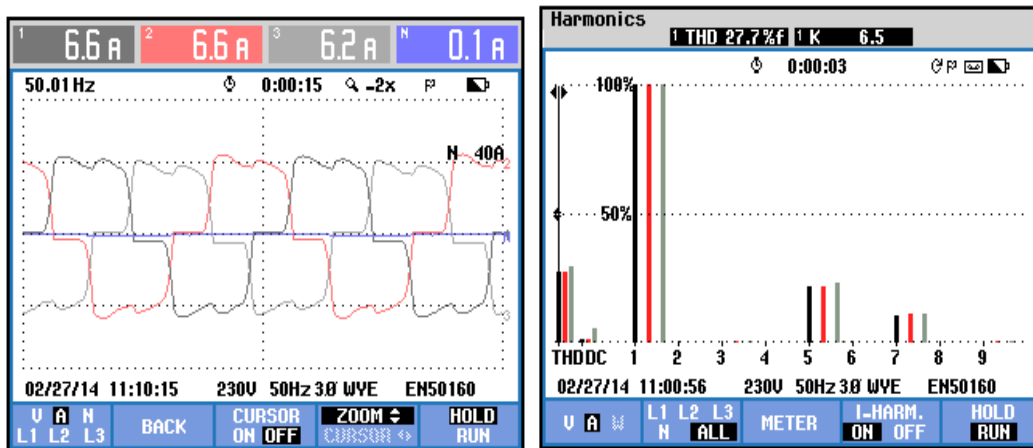 1 6.6 A 2 6.6 A 3 6.2 A N 0.1 A
50.01 Hz 0:00:15 -2x
N 40A
2
N
3
02/27/14 11:10:15 230V 50Hz 3Ø WYE EN50160
V A N
L1 L2 L3
BACK
CURSOR
ON OFF
ZOOM
CURSOR
HOLD
RUN
Harmonics
1 THD 27.7%f 1 K 6.5
0:00:03
100%
50%
THDDC 1 2 3 4 5 6 7 8 9
02/27/14 11:00:56 230V 50Hz 3Ø WYE EN50160
V A W
L1 L2 L3
N ALL
METER
I-HARM.
ON OFF
HOLD
RUN